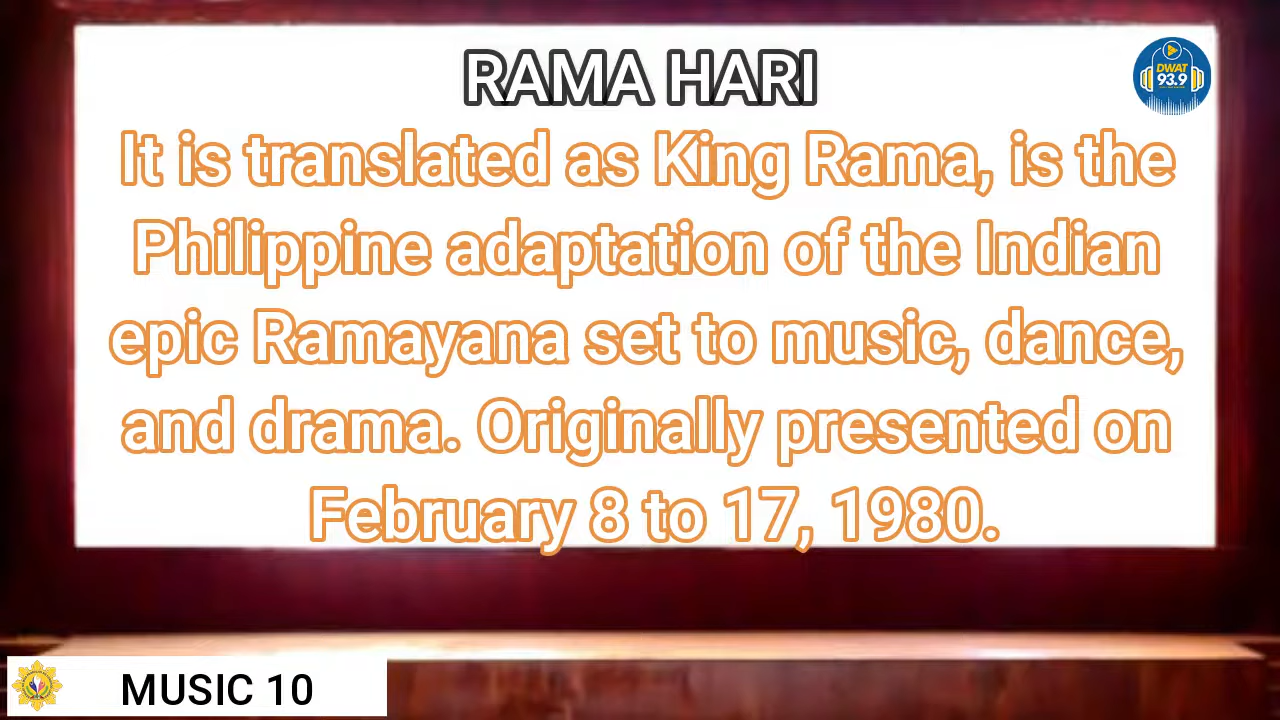 RAMA HARI
DWAT
93.9
It is translated as King Rama, is the
Philippine adaptation of the Indian
epic Ramayana set to music, dance,
and drama. Originally presented on
February 8 to 17, 1980.
MUSIC 10